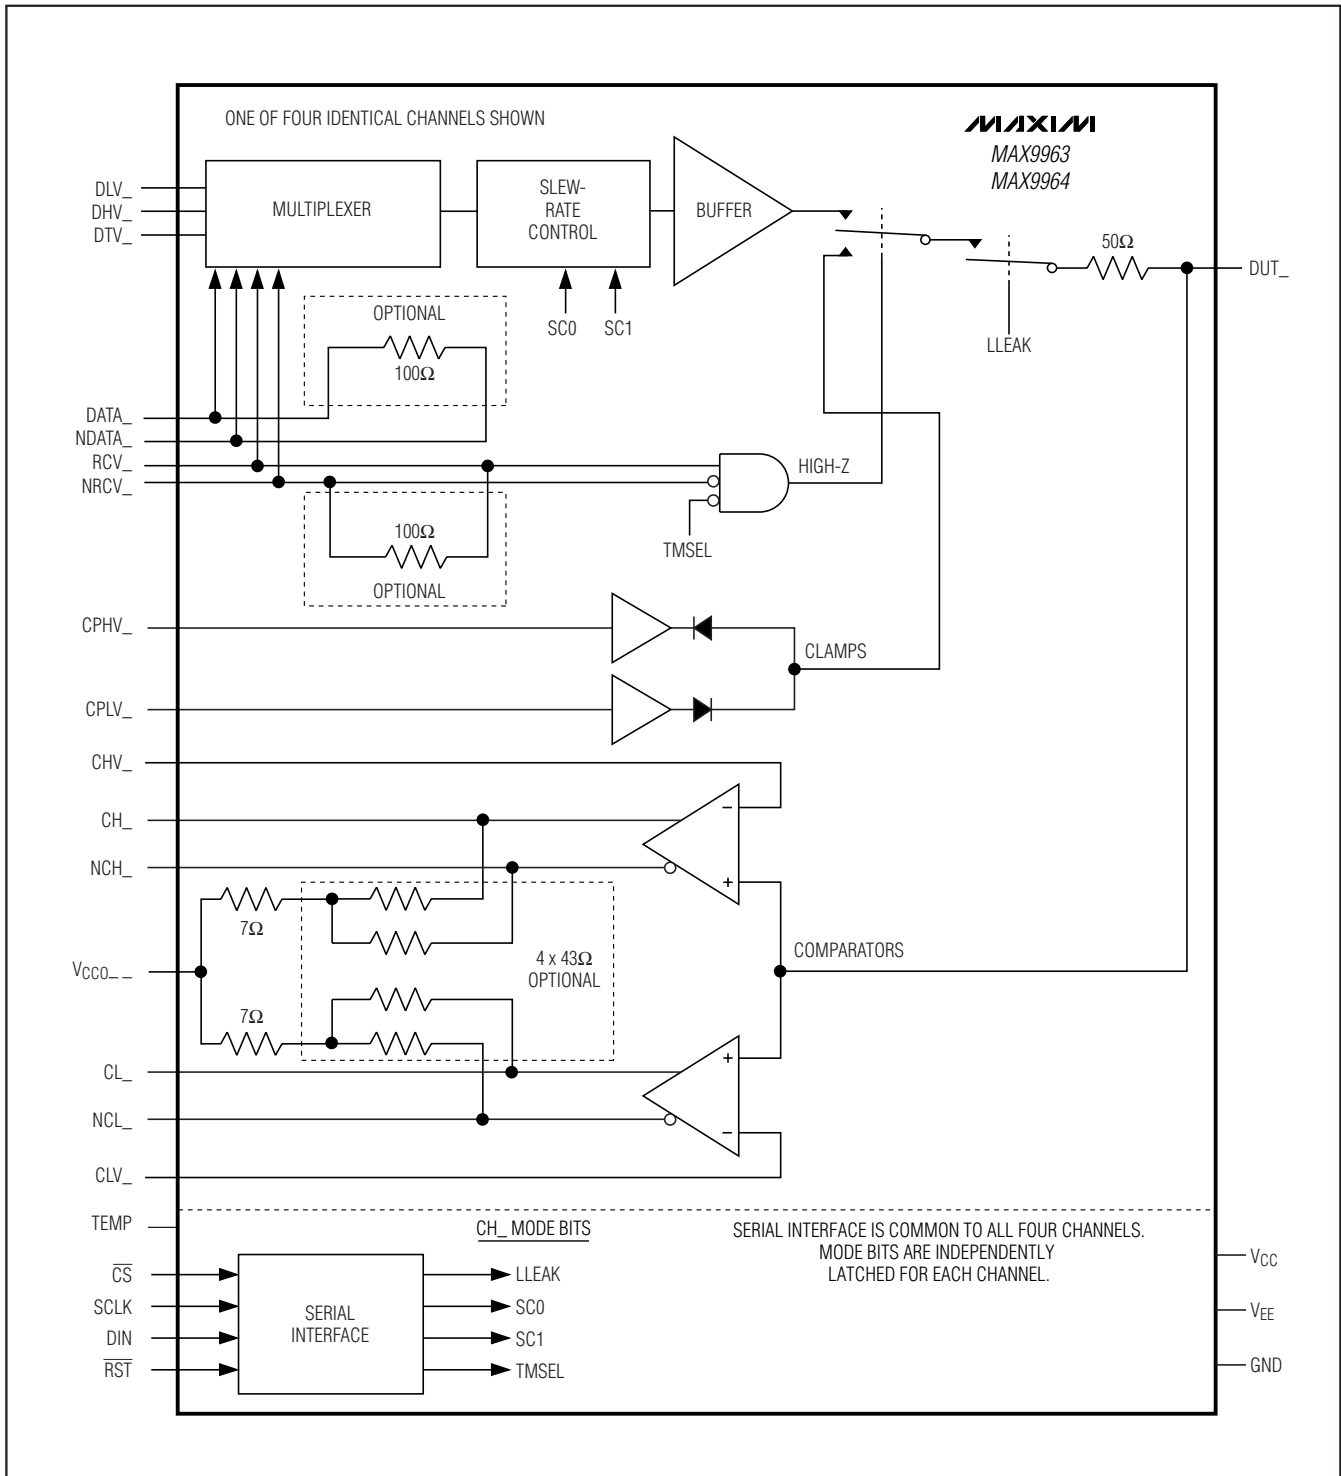 ONE OF FOUR IDENTICAL CHANNELS SHOWN
MAXIM
MAX9963
MAX9964
DLV_
DHV_
DTV_
MULTIPLEXER
SLEW-
RATE
CONTROL
BUFFER
50Ω
DUT_
SC0
SC1
LLEAK
OPTIONAL
100Ω
DATA_
NDATA_
RCV_
NRCV_
HIGH-Z
TMSEL
100Ω
OPTIONAL
CPHV_
CLAMPS
CPLV_
CHV_
CH_
−
NCH_
+
7Ω
4 x 43Ω
OPTIONAL
COMPARATORS
VCCO_ _
7Ω
+
CL_
NCL_
−
CLV_
TEMP
CH_ MODE BITS
SERIAL INTERFACE IS COMMON TO ALL FOUR CHANNELS.
MODE BITS ARE INDEPENDENTLY
LATCHED FOR EACH CHANNEL.
C̅S̅
SCLK
DIN
R̅S̅T̅
SERIAL
INTERFACE
LLEAK
SC0
SC1
TMSEL
VCC
VEE
GND